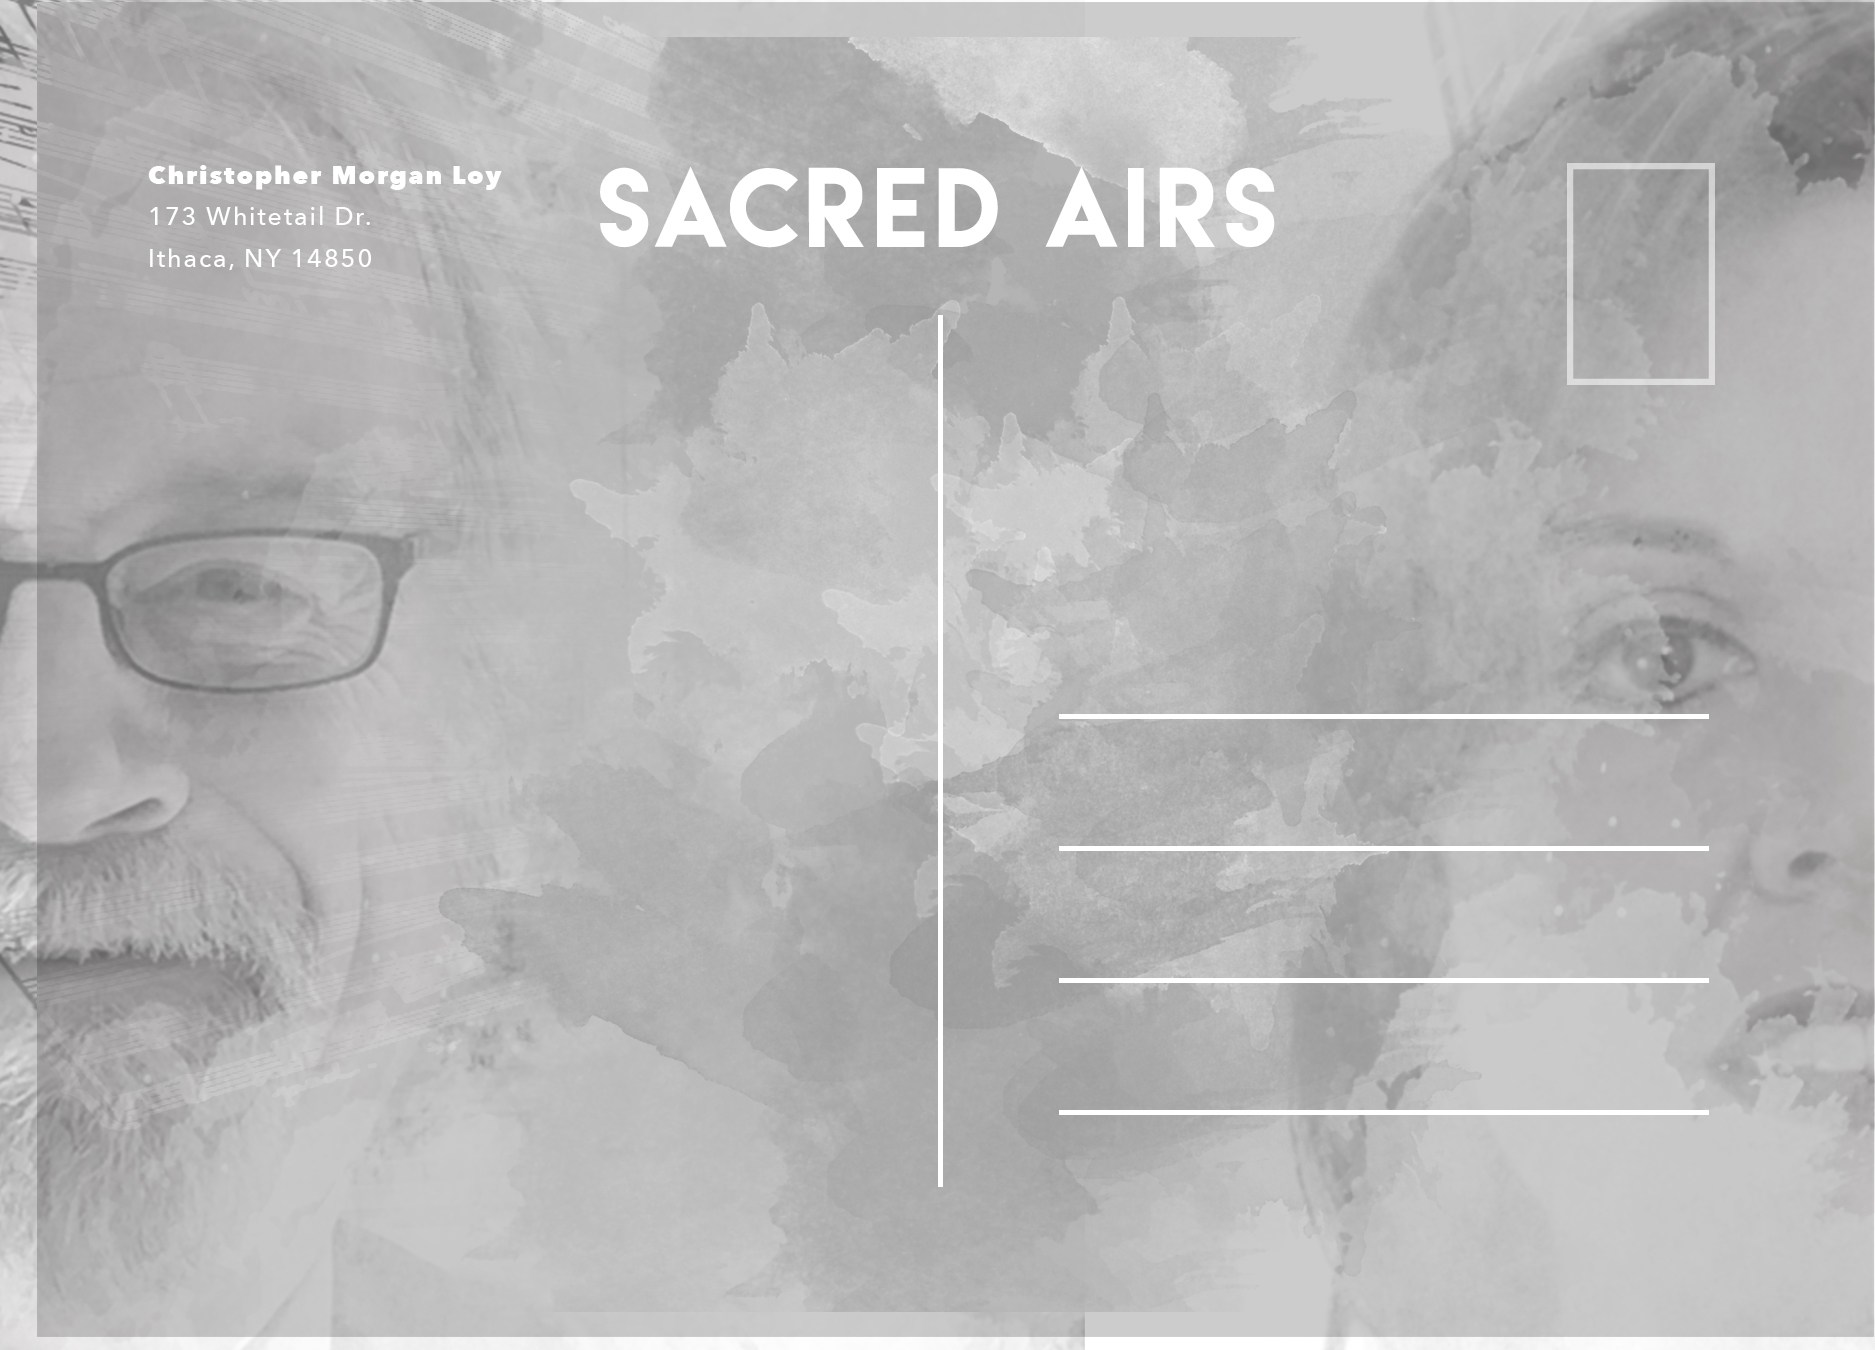 Christopher Morgan Loy
173 Whitetail Dr.
Ithaca, NY 14850
SACRED AIRS